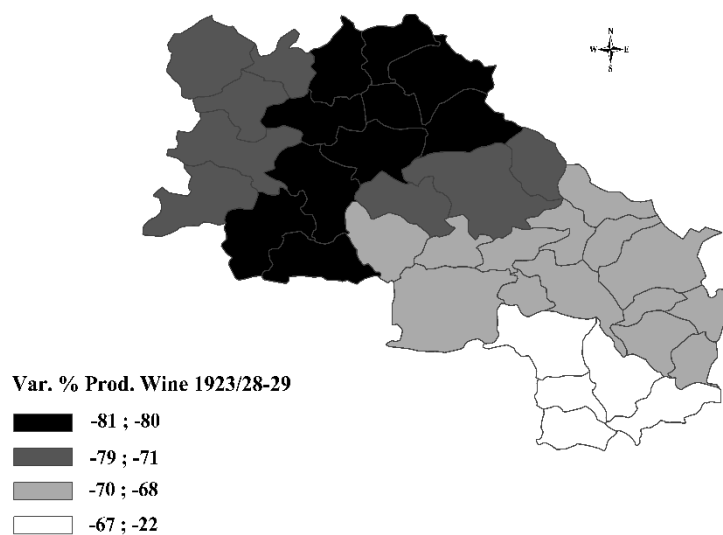 N
W E
S
Var. % Prod. Wine 1923/28-29
-81 ; -80
-79 ; -71
-70 ; -68
-67 ; -22